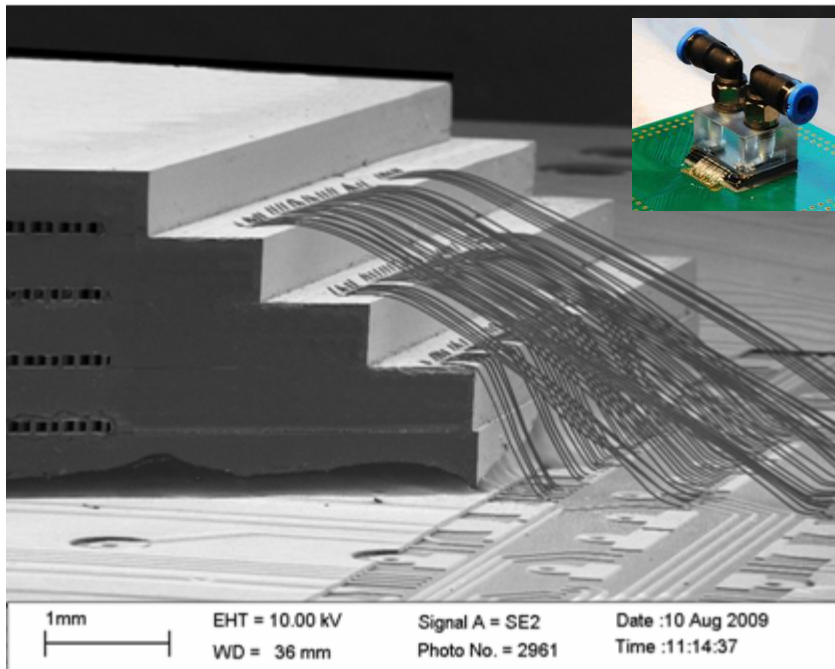 1mm
EHT = 10.00 kV
Signal A = SE2
Date :10 Aug 2009
WD = 36 mm
Photo No. = 2961
Time :11:14:37